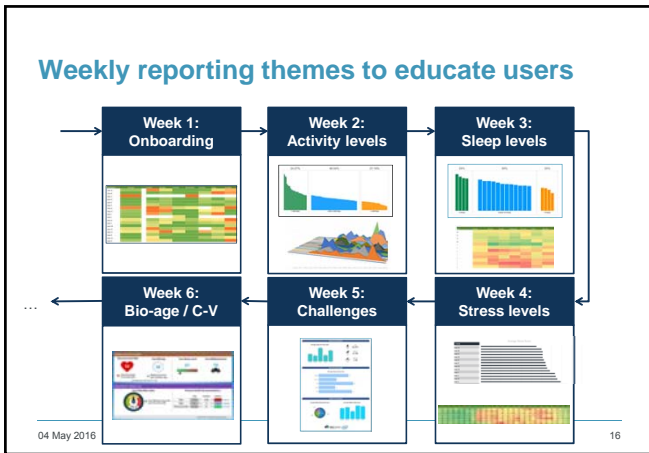 Weekly reporting themes to educate users
Week 1:
Onboarding
Week 2:
Activity levels
Week 3:
Sleep levels
Week 6:
Bio-age / C-V
Week 5:
Challenges
Week 4:
Stress levels
...
04 May 2016
16